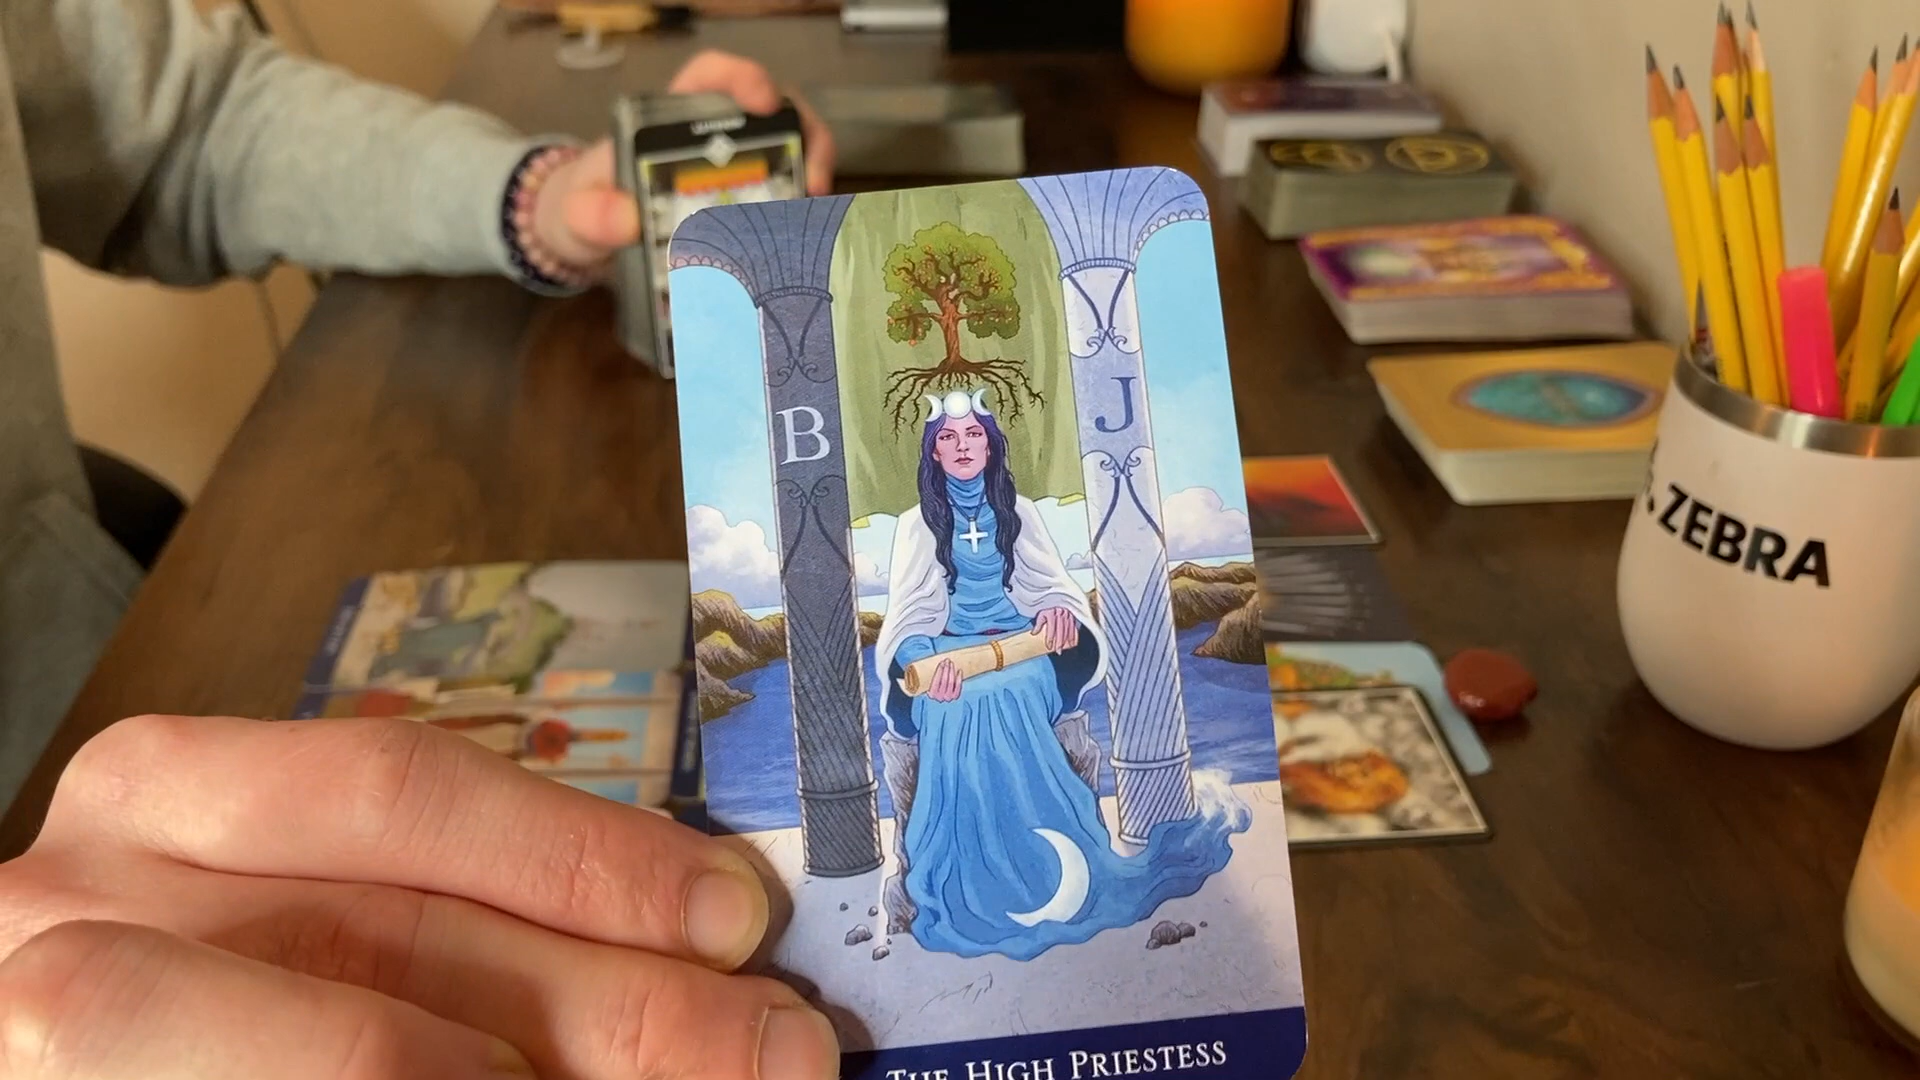 B
J
. ZEBRA
THE HIGH PRIESTESS